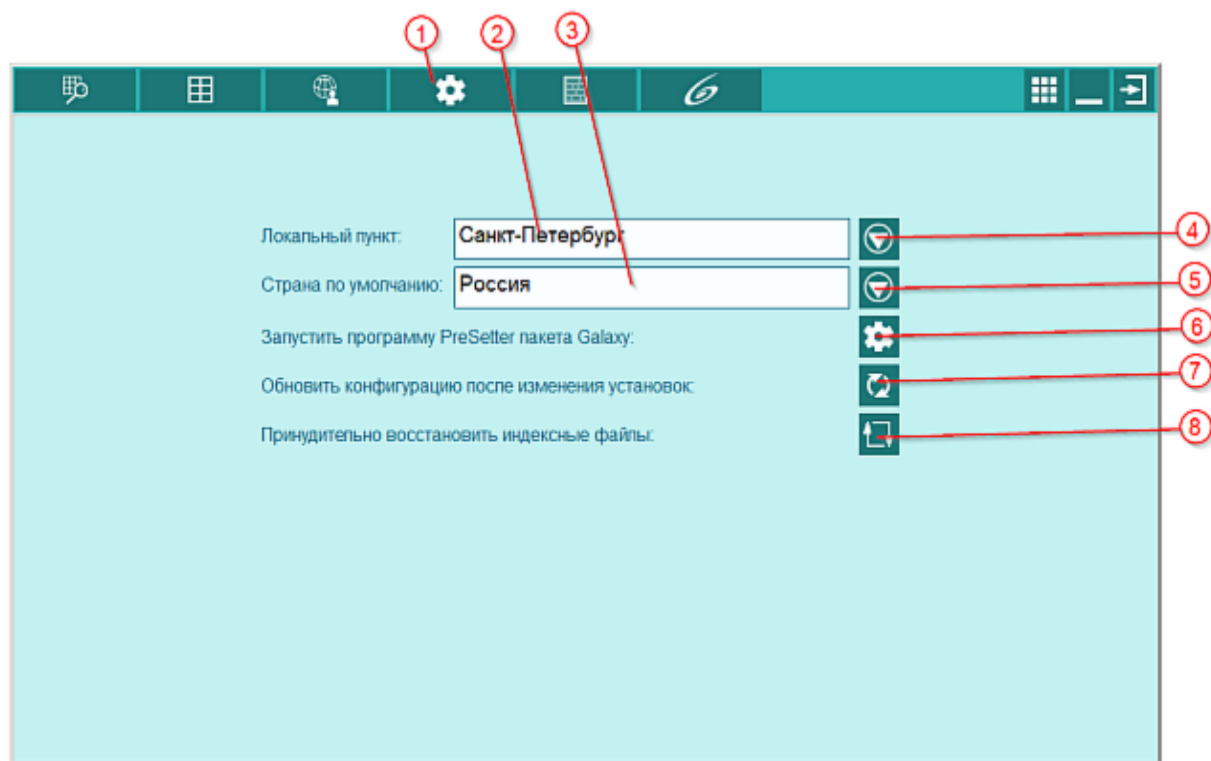 1 2 3
Локальный пункт: Санкт-Петербург 4
Страна по умолчанию: Россия 5
Запустить программу PreSetter пакета Galaxy: 6
Обновить конфигурацию после изменения установок: 7
Принудительно восстановить индексные файлы: 8